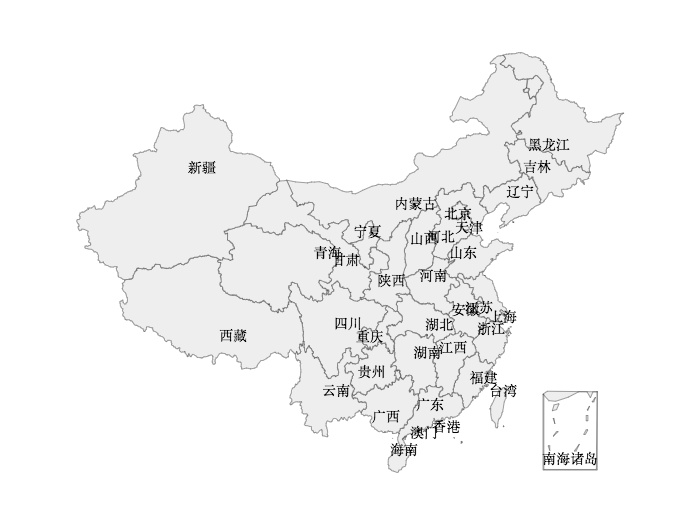 黑龙江
吉林
新疆
辽宁
内蒙古
北京
天津
宁夏
山西
河北
青海
甘肃
山东
陕西
河南
安徽
江苏
上海
四川
湖北
浙江
西藏
重庆
湖南
江西
贵州
福建
云南
台湾
广西
广东
澳门
香港
海南
南海诸岛